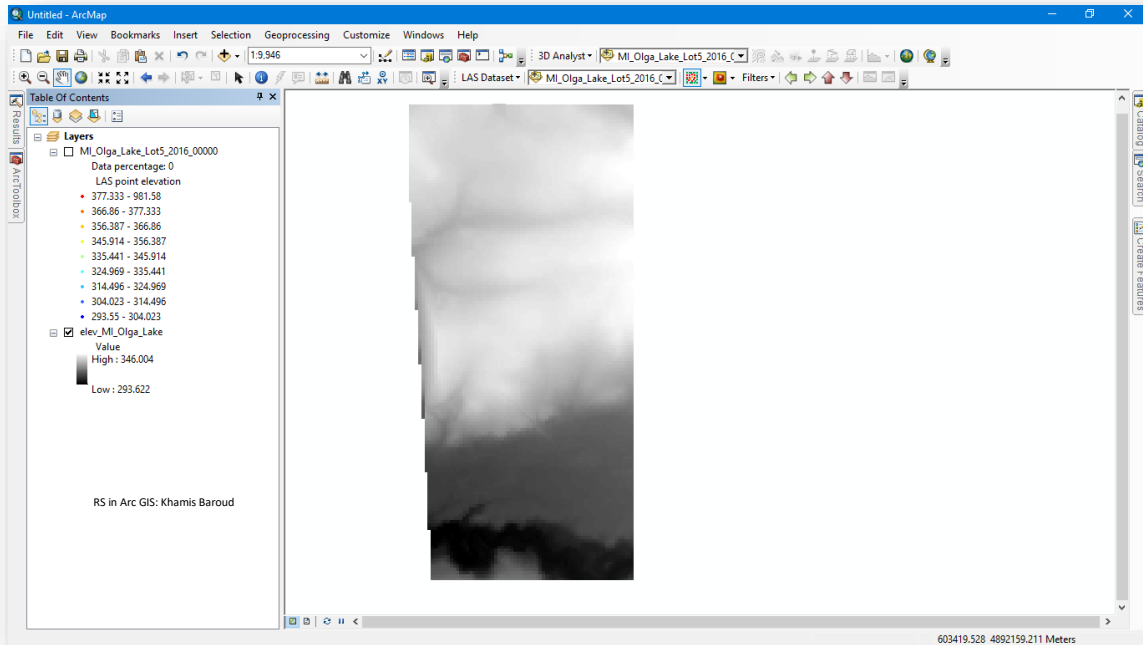 Untitled - ArcMap
File Edit View Bookmarks Insert Selection Geoprocessing Customize Windows Help
1:9,946
3D Analyst
MI_Olga_Lake_Lot5_2016_(
LAS Dataset
MI_Olga_Lake_Lot5_2016_(
Filters
Table Of Contents
Layers
MI_Olga_Lake_Lot5_2016_00000
Data percentage: 0
LAS point elevation
377.333 - 981.58
366.86 - 377.333
356.387 - 366.86
345.914 - 356.387
335.441 - 345.914
324.969 - 335.441
314.496 - 324.969
304.023 - 314.496
293.55 - 304.023
elev_MI_Olga_Lake
Value
High : 346.004
Low : 293.622
RS in Arc GIS: Khamis Baroud
Results
ArcToolbox
Catalog
Search
Create Features
603419.528 4892159.211 Meters